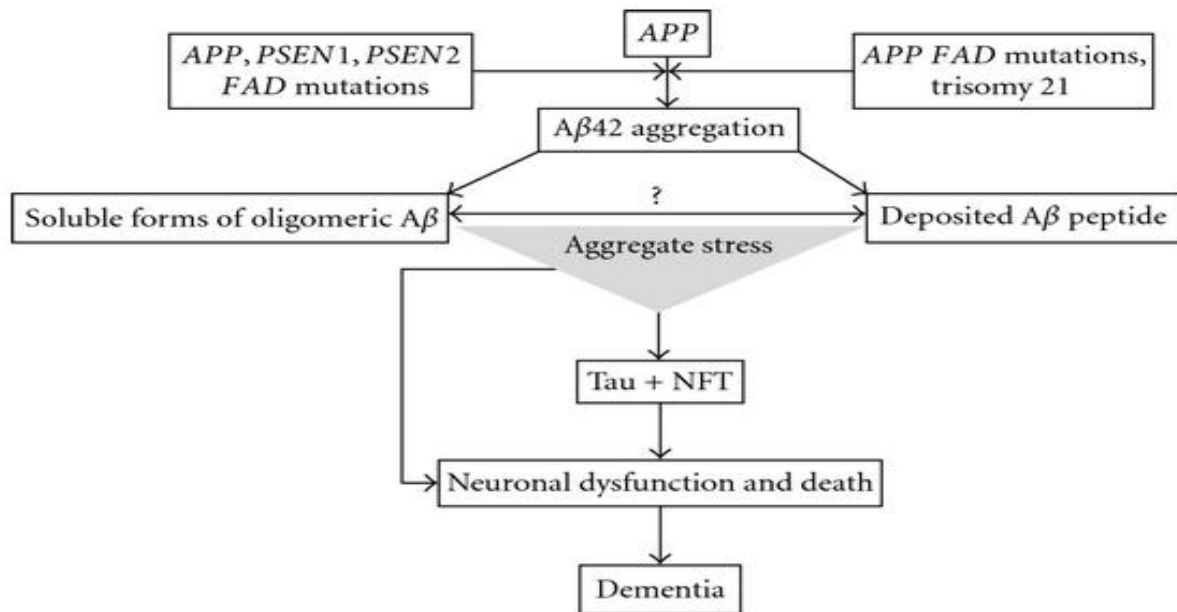 APP
APP, PSEN1, PSEN2
FAD mutations
APP FAD mutations,
trisomy 21
Aβ42 aggregation
?
Soluble forms of oligomeric Aβ
Deposited Aβ peptide
Aggregate stress
Tau + NFT
Neuronal dysfunction and death
Dementia